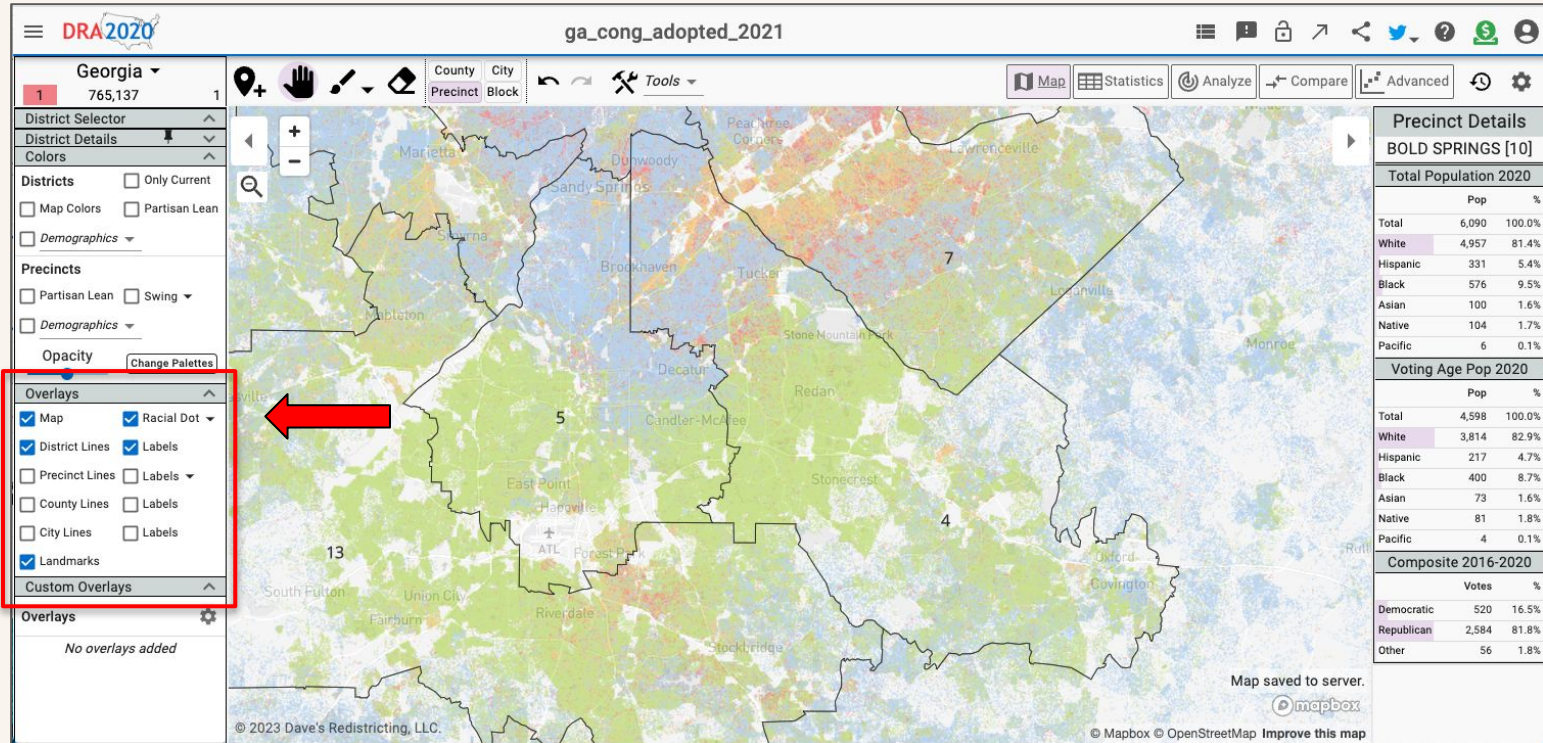 DRA2020
ga_cong_adopted_2021
Georgia
1 765,137 1
County City
Precinct Block
Tools
Map Statistics Analyze Compare Advanced
District Selector
District Details
Colors
Districts Only Current
Map Colors Partisan Lean
Demographics
Precincts
Partisan Lean Swing
Demographics
Opacity Change Palettes
Overlays
Map Racial Dot
District Lines Labels
Precinct Lines Labels
County Lines Labels
City Lines Labels
Landmarks
Custom Overlays
Overlays
No overlays added
+
−
Peachtree
Corners
Marietta
Dunwoody
Lawrenceville
Sandy Springs
Smyrna
Brookhaven
Tucker
7
Loganville
Mableton
Stone Mountain Park
Monroe
Decatur
Redan
5
Candler-McAfee
East Point
Stonecrest
Hapeville
4
ATL
Forest Park
13
Oxford
Covington
South Fulton
Union City
Fairburn
Riverdale
Stockbridge
Map saved to server.
mapbox
© 2023 Dave's Redistricting, LLC.
© Mapbox © OpenStreetMap Improve this map
Precinct Details
BOLD SPRINGS [10]
Total Population 2020
Pop %
Total 6,090 100.0%
White 4,957 81.4%
Hispanic 331 5.4%
Black 576 9.5%
Asian 100 1.6%
Native 104 1.7%
Pacific 6 0.1%
Voting Age Pop 2020
Pop %
Total 4,598 100.0%
White 3,814 82.9%
Hispanic 217 4.7%
Black 400 8.7%
Asian 73 1.6%
Native 81 1.8%
Pacific 4 0.1%
Composite 2016-2020
Votes %
Democratic 520 16.5%
Republican 2,584 81.8%
Other 56 1.8%